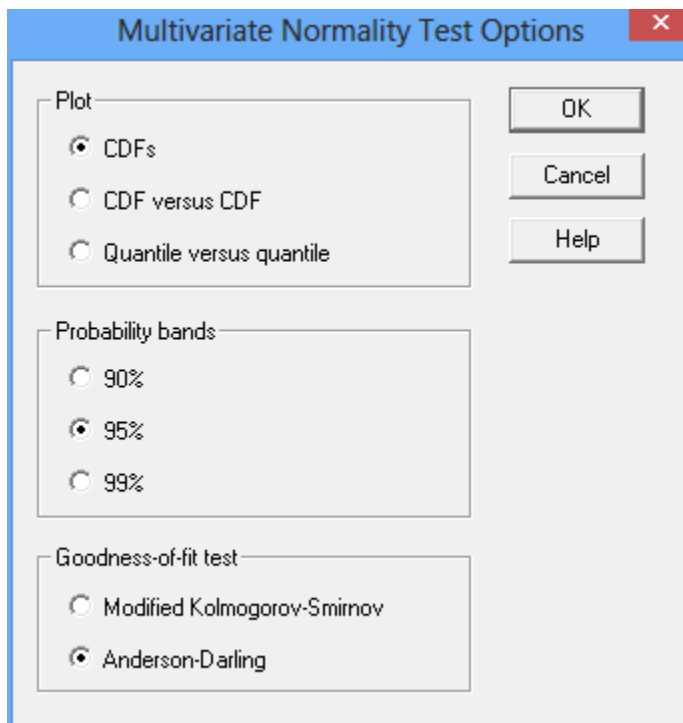 Multivariate Normality Test Options
Plot
CDFs
CDF versus CDF
Quantile versus quantile
OK
Cancel
Help
Probability bands
90%
95%
99%
Goodness-of-fit test
Modified Kolmogorov-Smirnov
Anderson-Darling